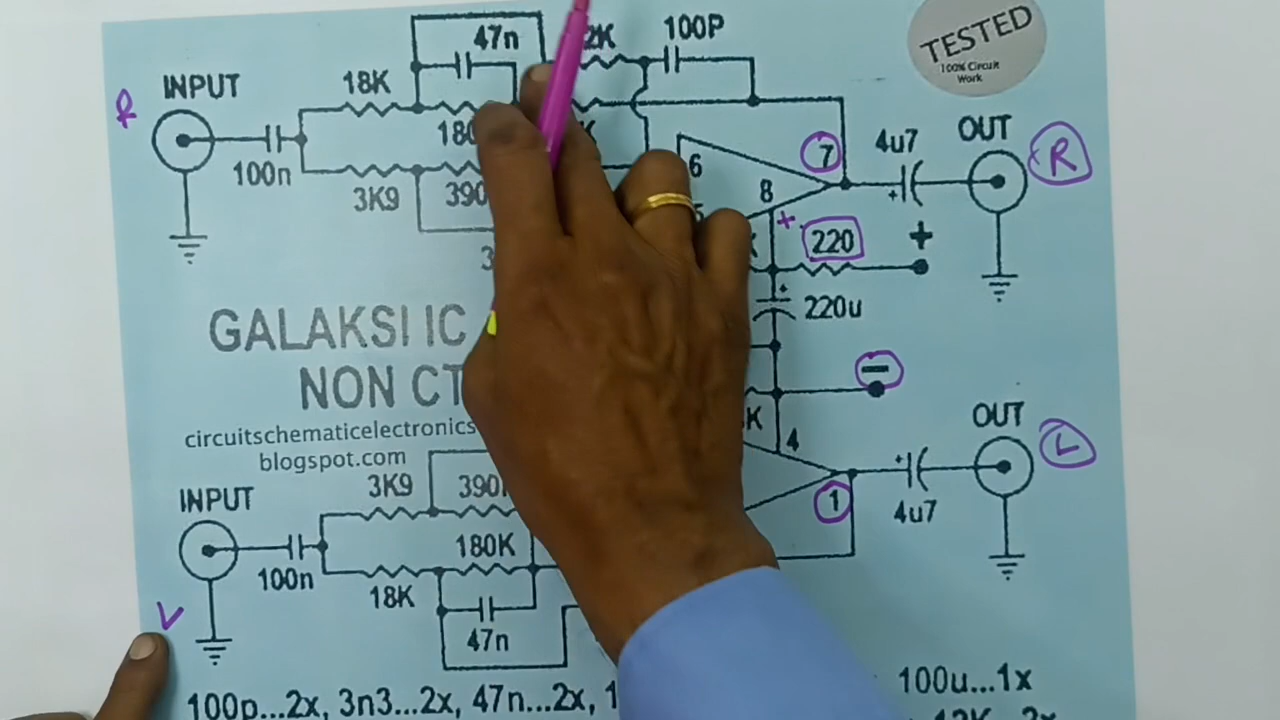 47n
2K
100P
TESTED
100% Circuit
Work
INPUT
18K
R
100n
180
K
6
7
4u7
OUT
R
3K9
390
8
+
220
+
+
+
220u
GALAKSI IC
NON CT
−
circuitschematicelectronics
blogspot.com
K
4
OUT
L
INPUT
3K9
390
1
+
4u7
180K
100n
18K
47n
100p...2x, 3n3...2x, 47n...2x, 1
100u...1x